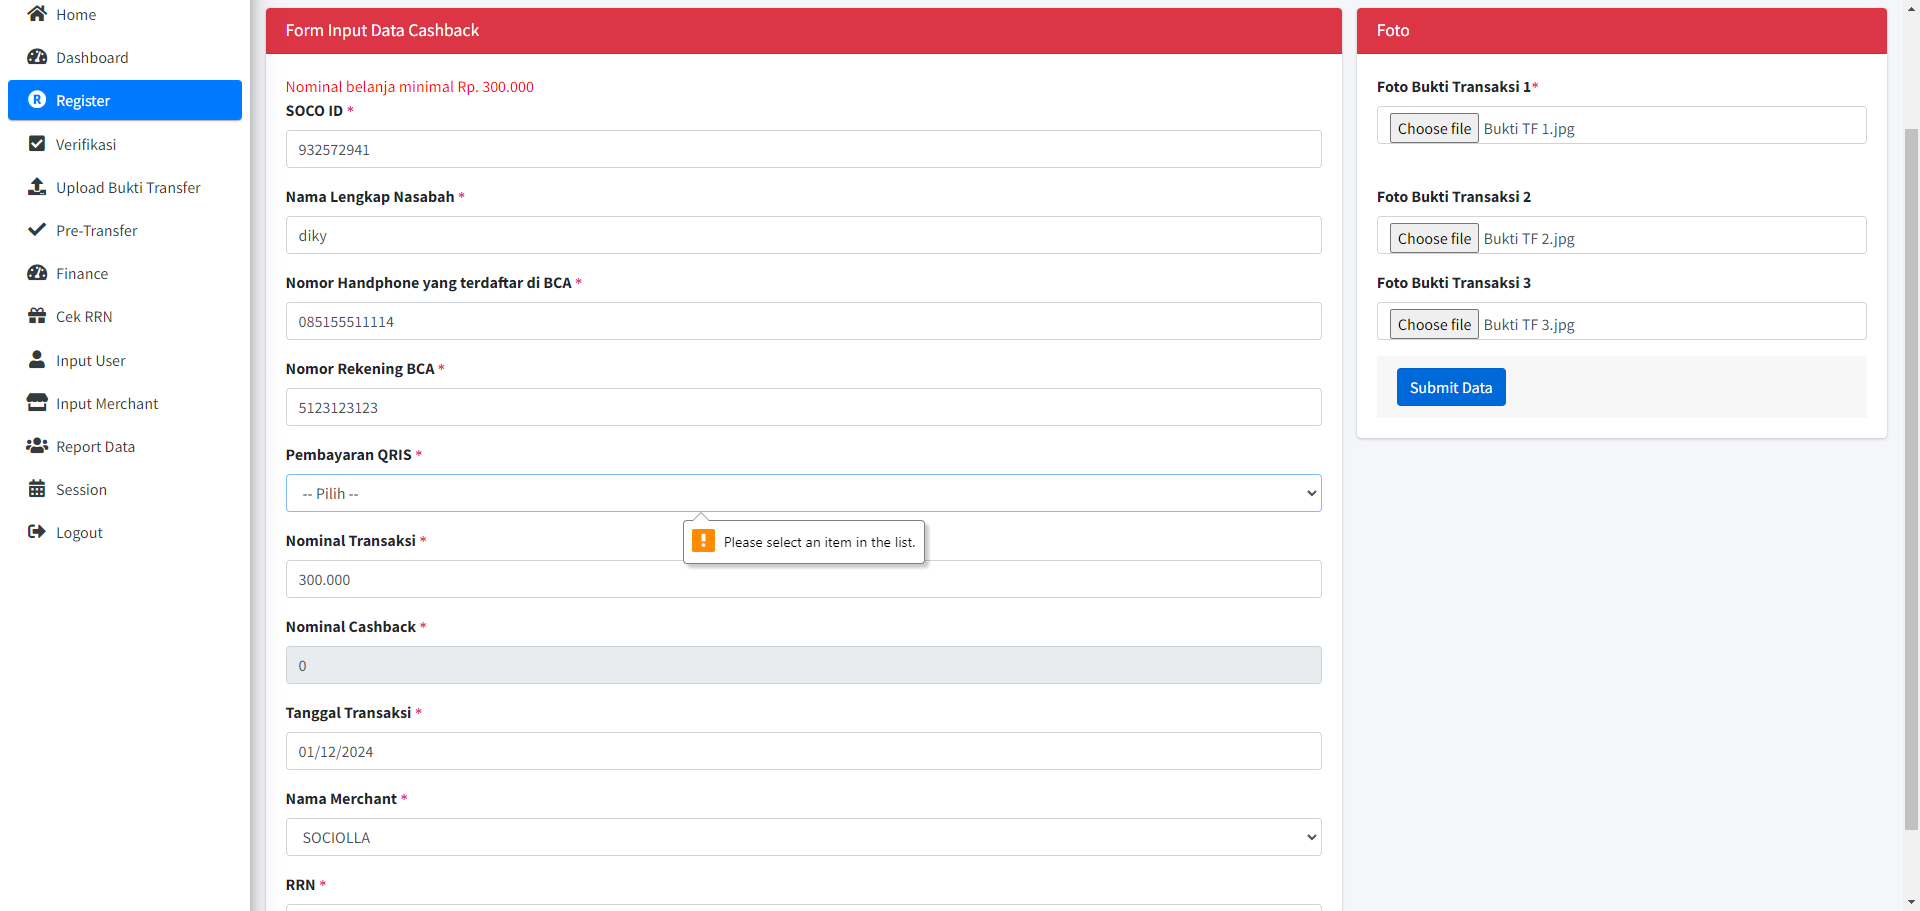 Home
Dashboard
Register
Verifikasi
Upload Bukti Transfer
Pre-Transfer
Finance
Cek RRN
Input User
Input Merchant
Report Data
Session
Logout
Form Input Data Cashback
Nominal belanja minimal Rp. 300.000
SOCO ID *
932572941
Nama Lengkap Nasabah *
diky
Nomor Handphone yang terdaftar di BCA *
085155511114
Nomor Rekening BCA *
5123123123
Pembayaran QRIS *
-- Pilih --
Please select an item in the list.
Nominal Transaksi *
300.000
Nominal Cashback *
0
Tanggal Transaksi *
01/12/2024
Nama Merchant *
SOCIOLLA
RRN *
Foto
Foto Bukti Transaksi 1*
Choose file Bukti TF 1.jpg
Foto Bukti Transaksi 2
Choose file Bukti TF 2.jpg
Foto Bukti Transaksi 3
Choose file Bukti TF 3.jpg
Submit Data